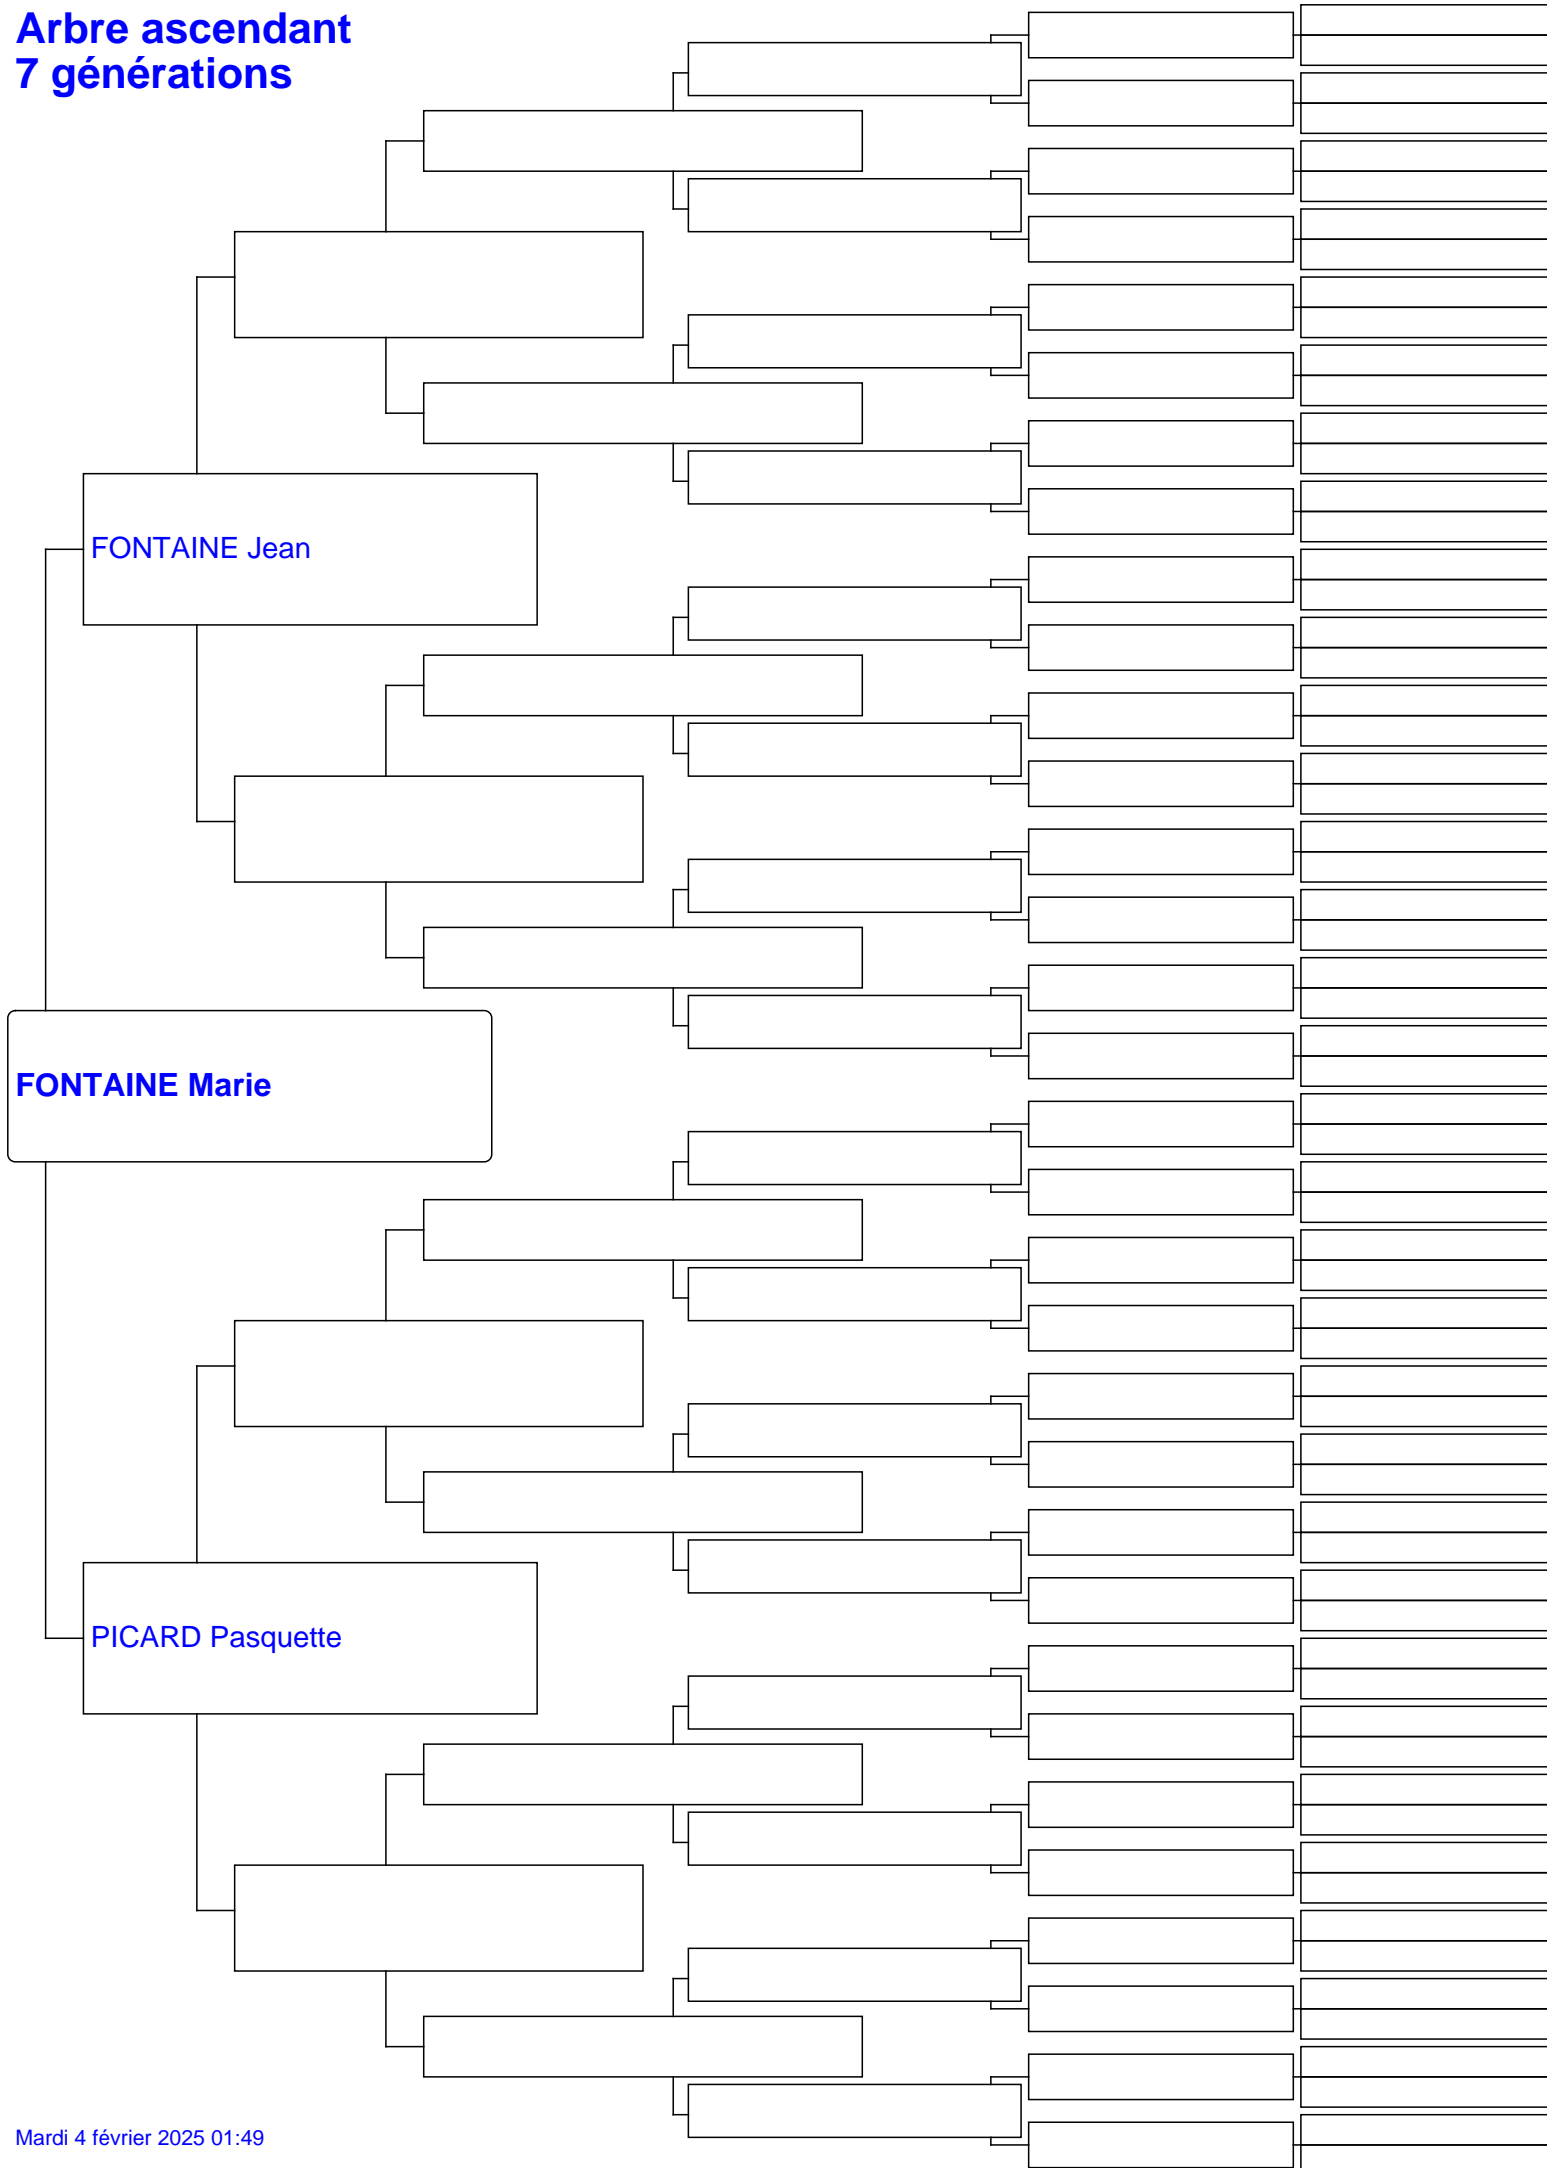 Arbre ascendant
7 générations
FONTAINE Jean
FONTAINE Marie
PICARD Pasquette
Mardi 4 février 2025 01:49